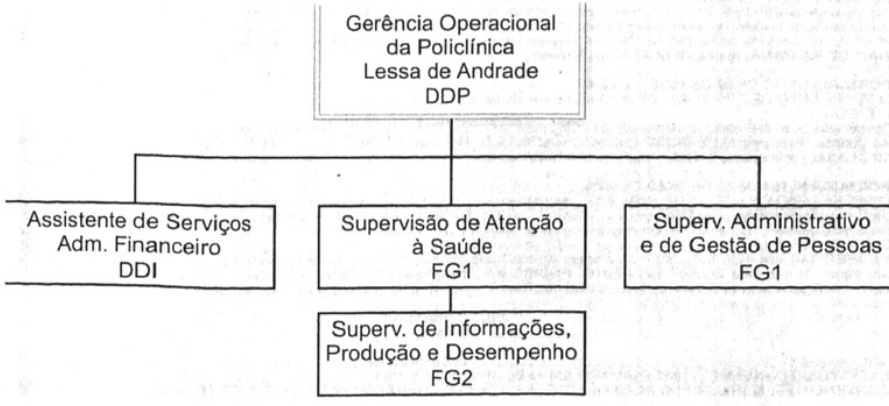 Gerência Operacional
da Policlínica
Lessa de Andrade
DDP
Assistente de Serviços
Adm. Financeiro
DDI
Supervisão de Atenção
à Saúde
FG1
Superv. Administrativo
e de Gestão de Pessoas
FG1
Superv. de Informações,
Produção e Desempenho
FG2